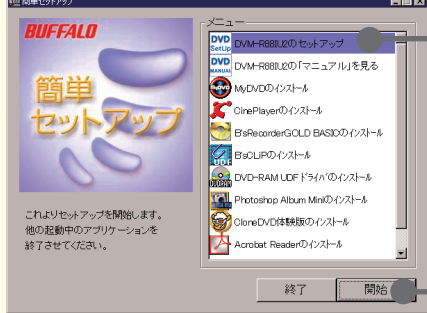 簡単セットアップ
BUFFALO
簡単
セットアップ
これよりセットアップを開始します。
他の起動中のアプリケーションを
終了させてください。
メニュー
DVD SetUp DVM-R88IU2のセットアップ
DVD MANUAL DVM-R88IU2の「マニュアル」を見る
MyDVDのインストール
CinePlayerのインストール
B'sRecorderGOLD BASICのインストール
UDF B'sCLiPのインストール
DVDRAM DVD-RAM UDFドライバのインストール
Photoshop Album Miniのインストール
CloneDVD体験版のインストール
Acrobat Readerのインストール
終了
開始